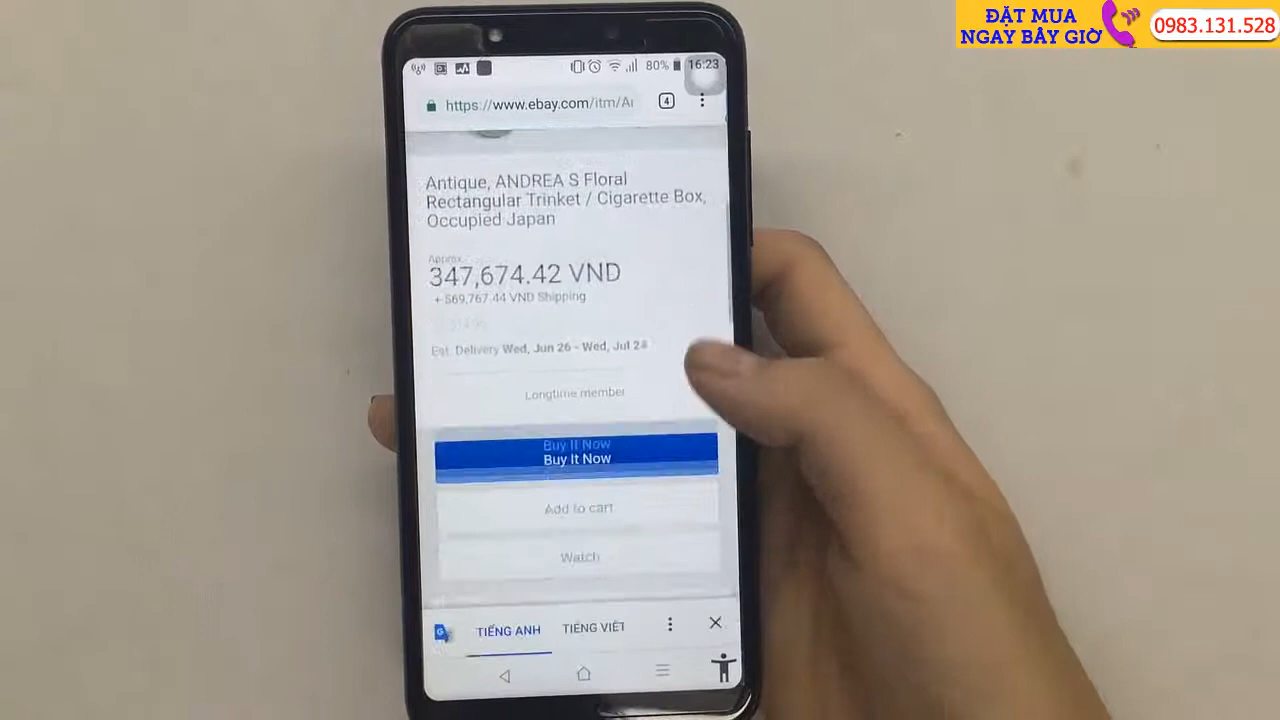 ĐẶT MUA
NGAY BÂY GIỜ
0983.131.528
80% 16:23
https://www.ebay.com/itm/A
4
Antique, ANDREA S Floral
Rectangular Trinket / Cigarette Box,
Occupied Japan
Approx.
347,674.42 VND
+ 569,767.44 VND Shipping
Est. Delivery Wed, Jun 26 - Wed, Jul 24
Longtime member
Buy It Now
Buy It Now
Add to cart
Watch
TIẾNG ANH TIẾNG VIỆT